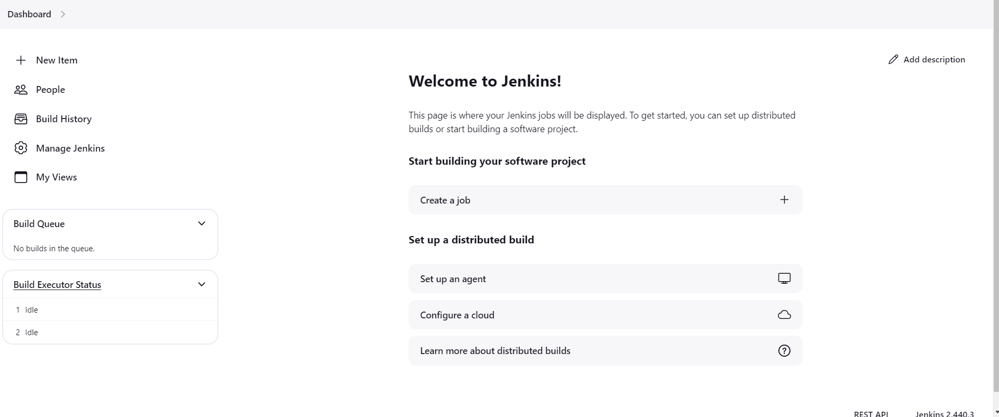 Dashboard
New Item
People
Build History
Manage Jenkins
My Views
Build Queue
No builds in the queue.
Build Executor Status
1 Idle
2 Idle
Add description
Welcome to Jenkins!
This page is where your Jenkins jobs will be displayed. To get started, you can set up distributed
builds or start building a software project.
Start building your software project
Create a job
Set up a distributed build
Set up an agent
Configure a cloud
Learn more about distributed builds
REST API
Jenkins 2.440.3